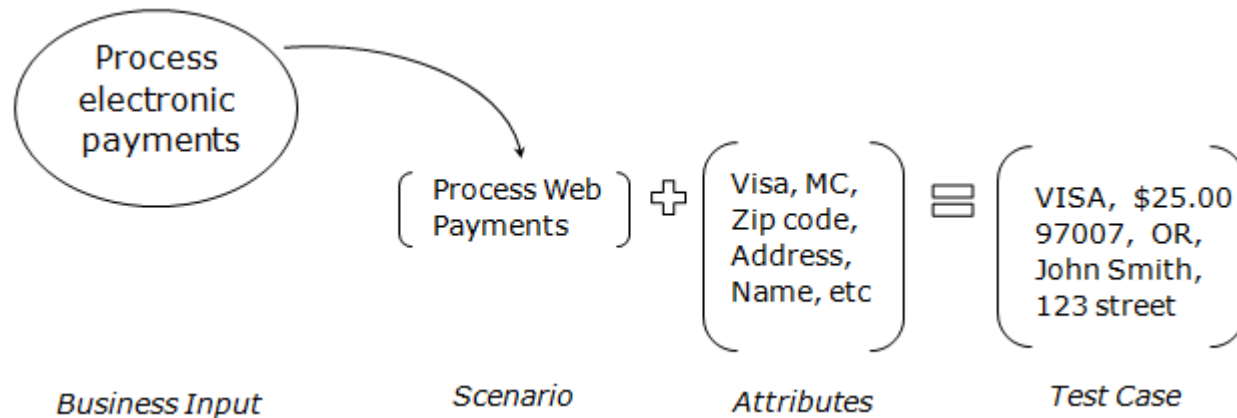 Process
electronic
payments
Process Web
Payments
Visa, MC,
Zip code,
Address,
Name, etc
VISA, $25.00
97007, OR,
John Smith,
123 street
Business Input
Scenario
Attributes
Test Case